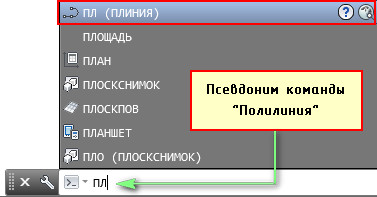 ПЛ (ПЛИНИЯ)
ПЛОЩАДЬ
ПЛАН
ПЛОСКСНИМОК
ПЛОСКПОВ
ПЛАНШЕТ
ПЛО (ПЛОСКСНИМОК)
Псевдоним команды
"Полилиния"
ПЛ